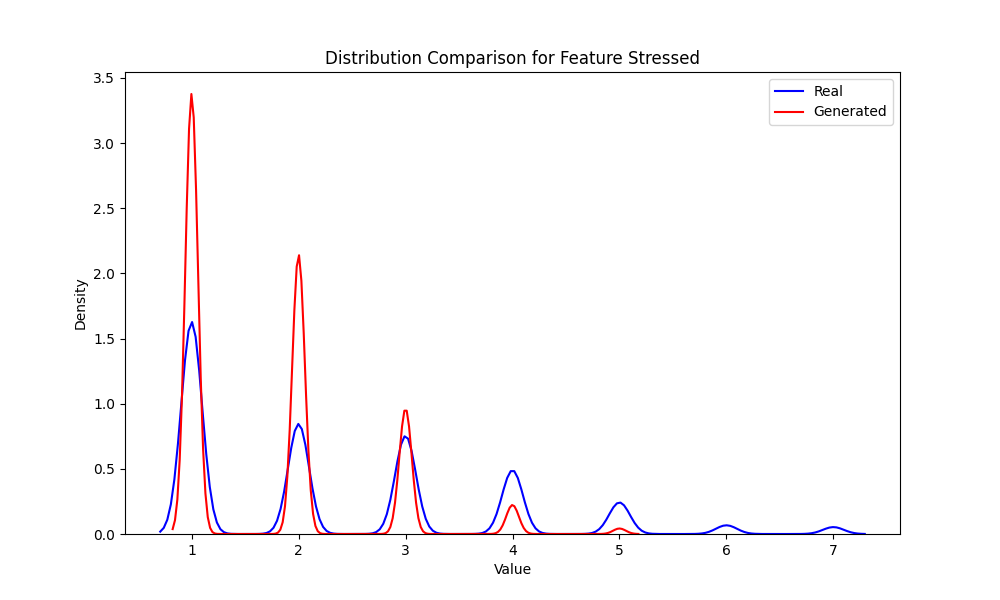 Distribution Comparison for Feature Stressed
Real
Generated
3.5
3.0
2.5
2.0
1.5
1.0
0.5
0.0
Density
1 2 3 4 5 6 7
Value